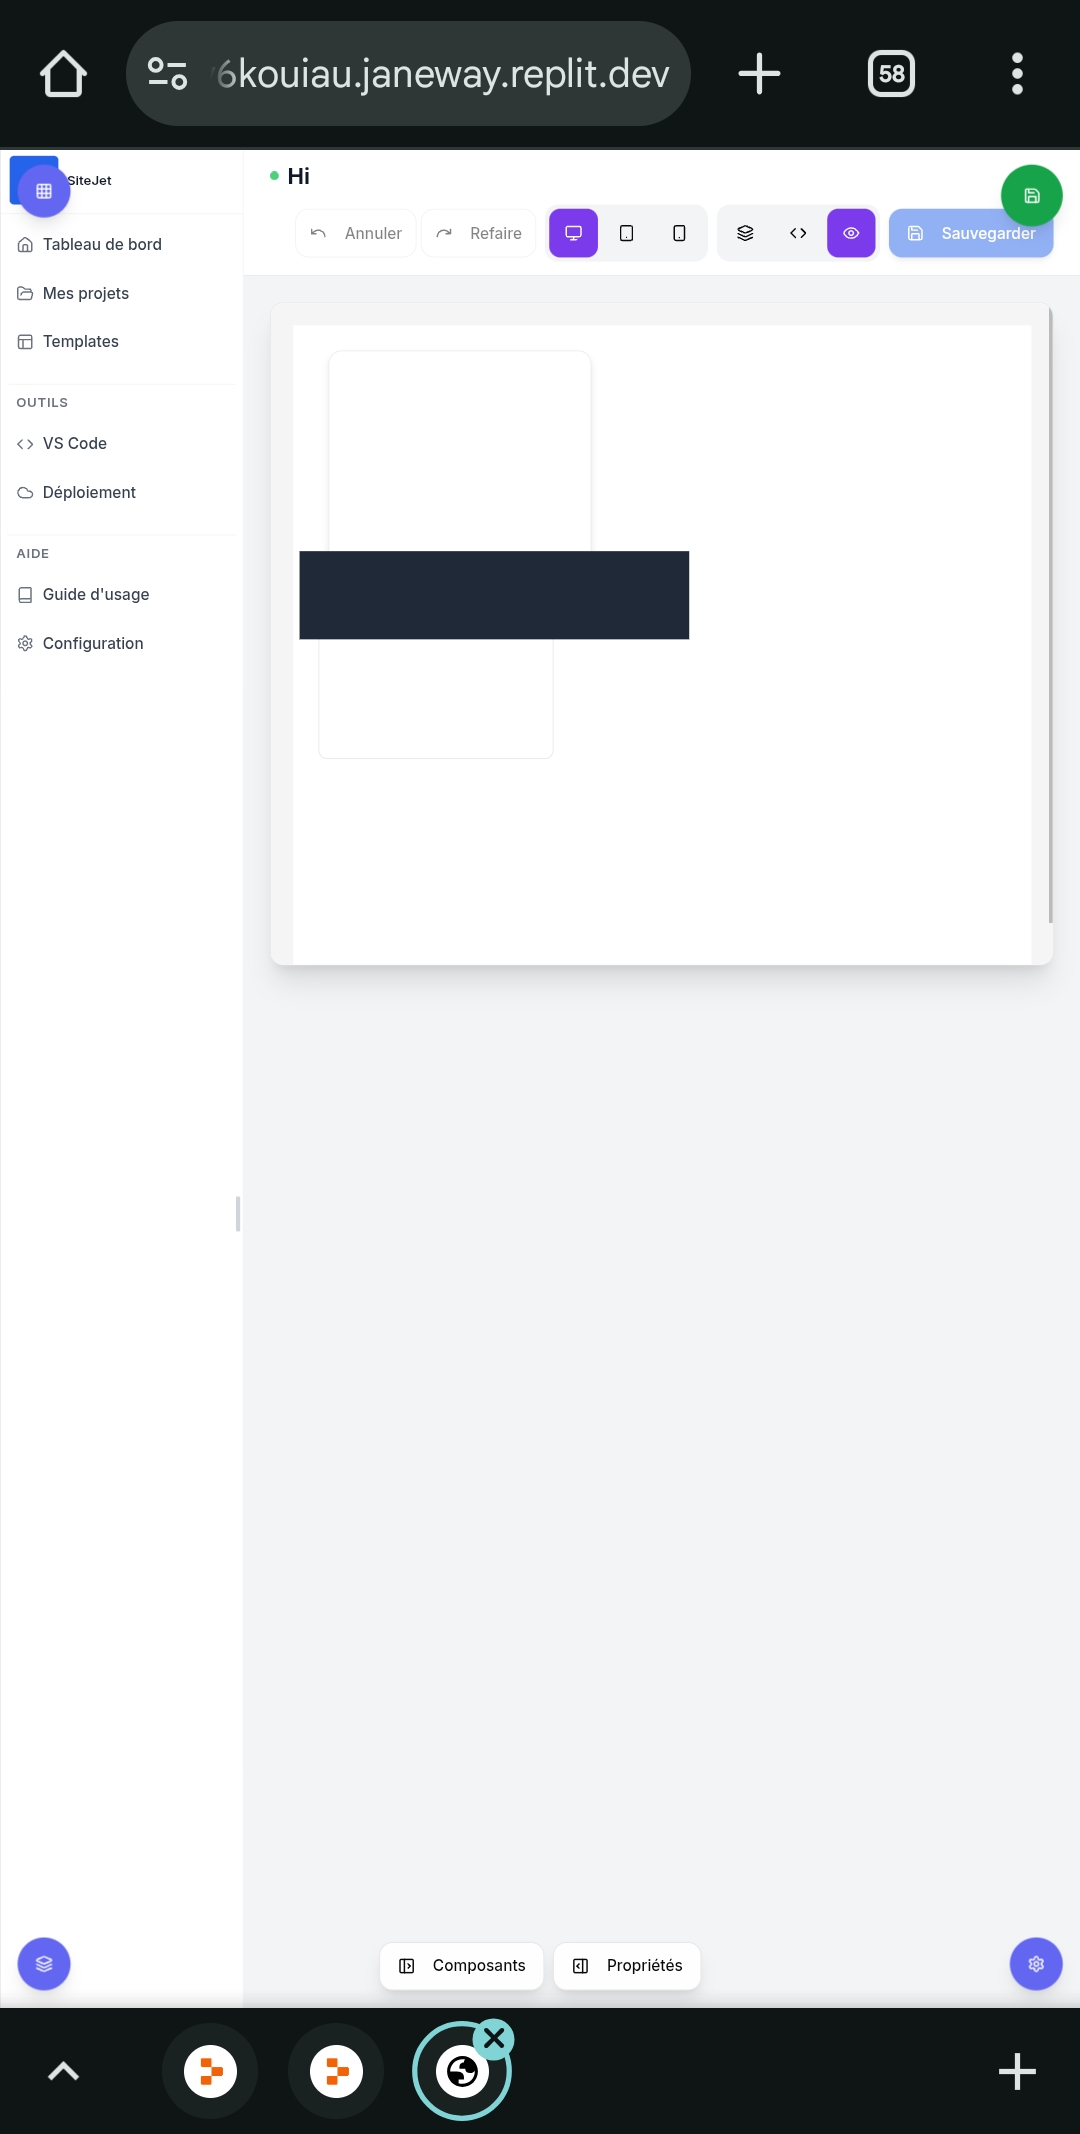 6kouiau.janeway.replit.dev
58
SiteJet
Hi
Annuler
Refaire
Sauvegarder
Tableau de bord
Mes projets
Templates
OUTILS
VS Code
Déploiement
AIDE
Guide d'usage
Configuration
Composants
Propriétés